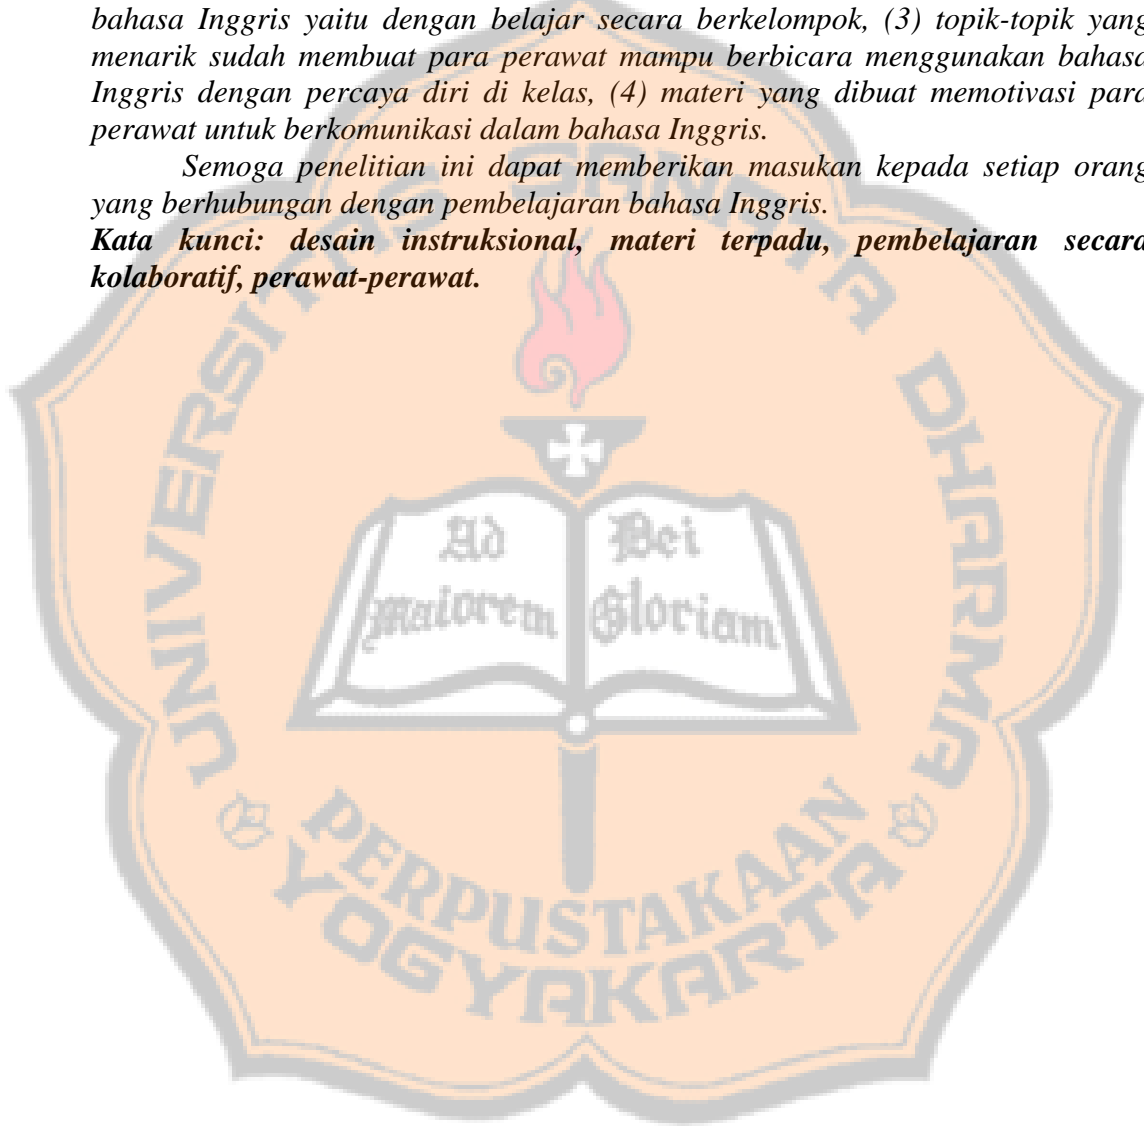 bahasa Inggris yaitu dengan belajar secara berkelompok, (3) topik-topik yang
menarik sudah membuat para perawat mampu berbicara menggunakan bahasa
Inggris dengan percaya diri di kelas, (4) materi yang dibuat memotivasi para
perawat untuk berkomunikasi dalam bahasa Inggris.
Semoga penelitian ini dapat memberikan masukan kepada setiap orang
yang berhubungan dengan pembelajaran bahasa Inggris.
Kata kunci: desain instruksional, materi terpadu, pembelajaran secara
kolaboratif, perawat-perawat.
UNIVERSITAS SANATA DHARMA
Ad
Maiorem
Dei
Gloriam
PERPUSTAKAAN
YOGYAKARTA